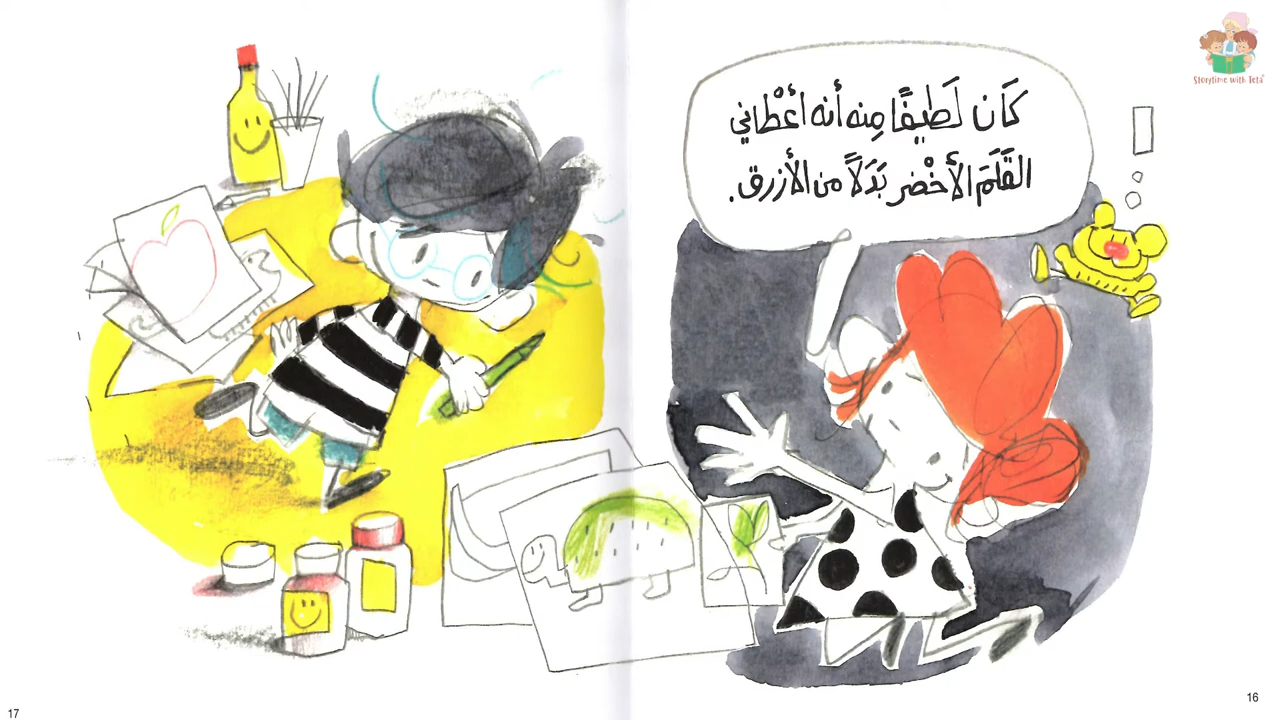 كَان لَطيفًا مِنه أنه أعْطاني
القَّلَمَ الأخْضر بَدَلاً من الأزرق.
Storytime with Teta
16
17